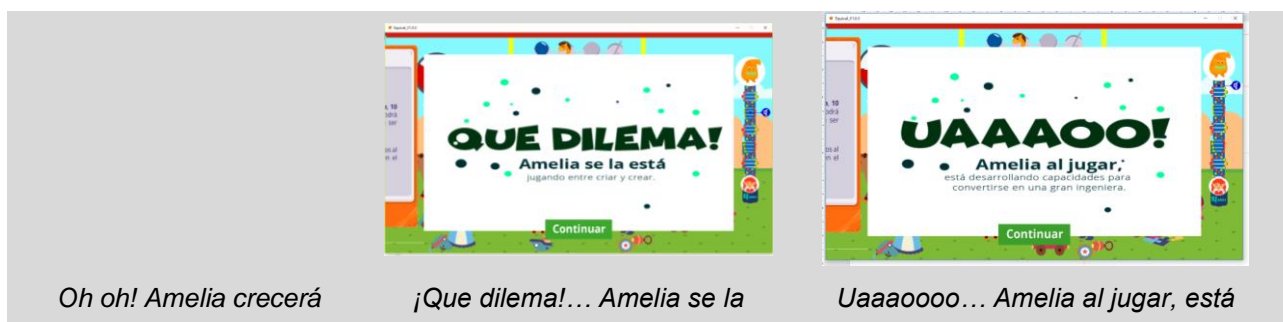 QUE DILEMA!
Amelia se la está
jugando entre criar y crear.
Continuar
UAAAOO!
Amelia al jugar,
está desarrollando capacidades para
convertirse en una gran ingeniera.
Continuar
Oh oh! Amelia crecerá
¡Que dilema!… Amelia se la
Uaaaoooo… Amelia al jugar, está